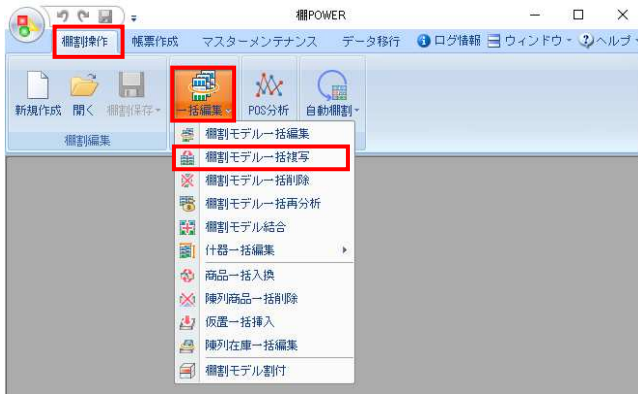 棚POWER
棚割操作 帳票作成 マスターメンテナンス データ移行 ログ情報 ウィンドウ ヘルプ
新規作成 開く 棚割保存 一括編集 POS分析 自動棚割
棚割編集
棚割モデル一括編集
棚割モデル一括複写
棚割モデル一括削除
棚割モデル一括再分析
棚割モデル結合
什器一括編集
商品一括入換
陳列商品一括削除
仮置一括挿入
陳列在庫一括編集
棚割モデル割付